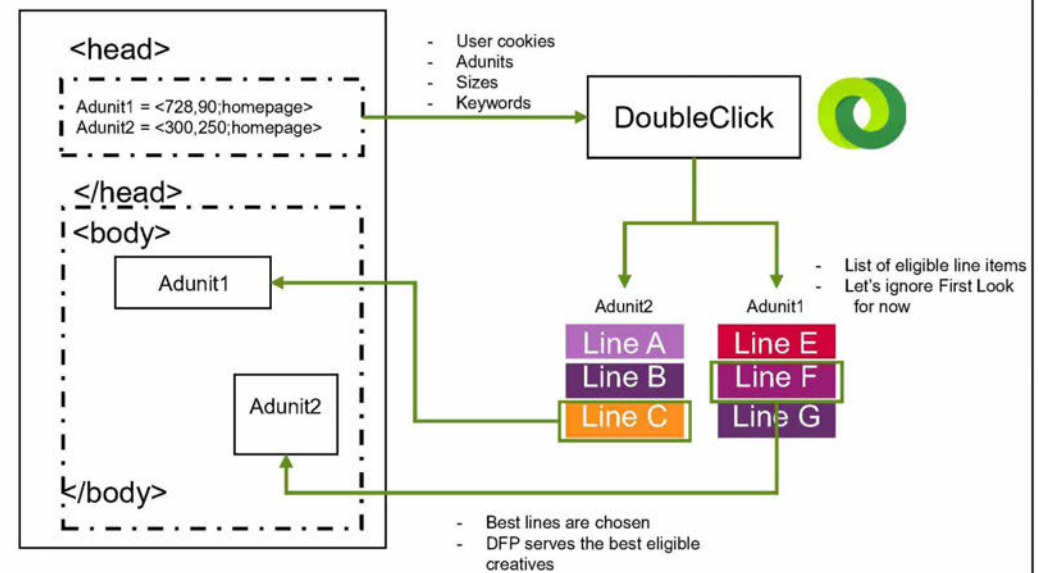 <head>
Adunit1 = <728,90;homepage>
Adunit2 = <300,250;homepage>
</head>
<body>
Adunit1
Adunit2
</body>
- User cookies
- Adunits
- Sizes
- Keywords
DoubleClick
- List of eligible line items
- Let's ignore First Look
for now
Adunit2
Line A
Line B
Line C
Adunit1
Line E
Line F
Line G
- Best lines are chosen
- DFP serves the best eligible
creatives